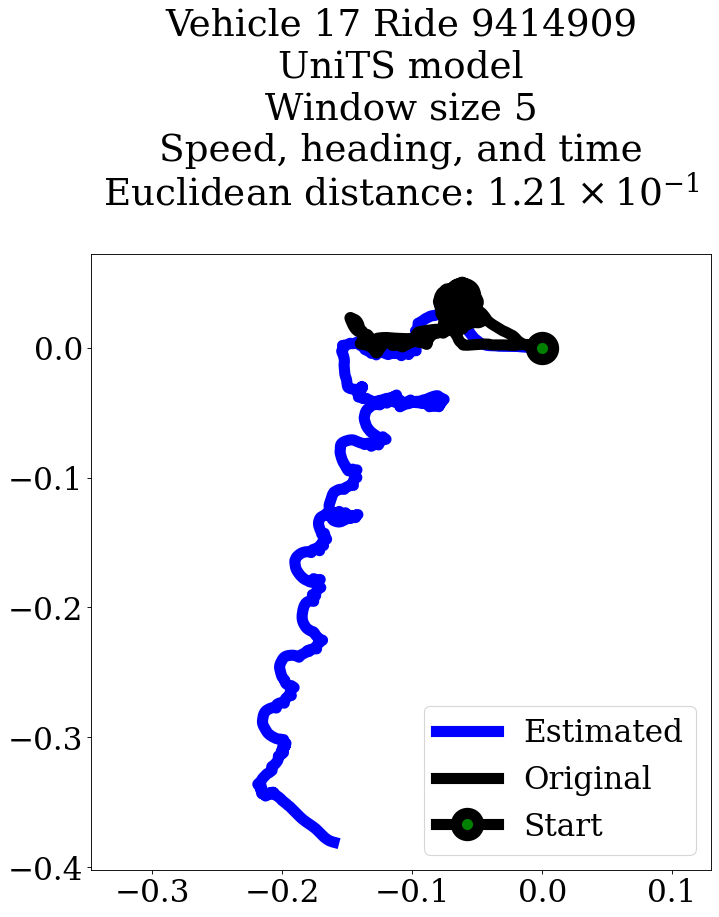 Vehicle 17 Ride 9414909
UniTS model
Window size 5
Speed, heading, and time
Euclidean distance: 1.21 × 10⁻¹
0.0
−0.1
−0.2
−0.3
−0.4
Estimated
Original
Start
−0.3 −0.2 −0.1 0.0 0.1